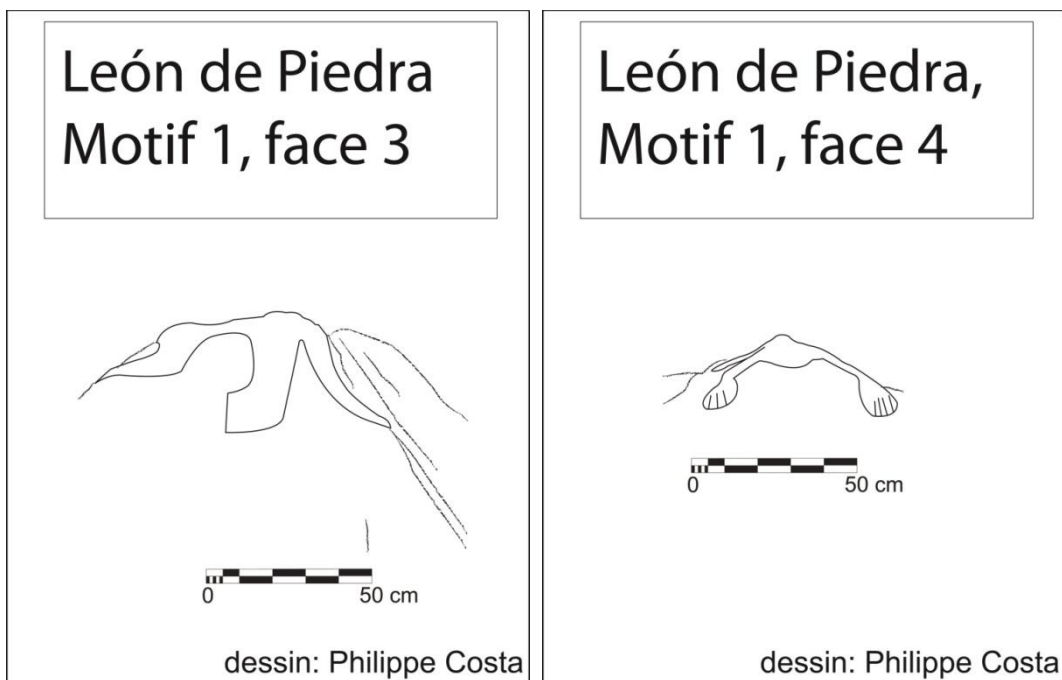 León de Piedra
Motif 1, face 3
0 50 cm
dessin: Philippe Costa
León de Piedra,
Motif 1, face 4
0 50 cm
dessin: Philippe Costa